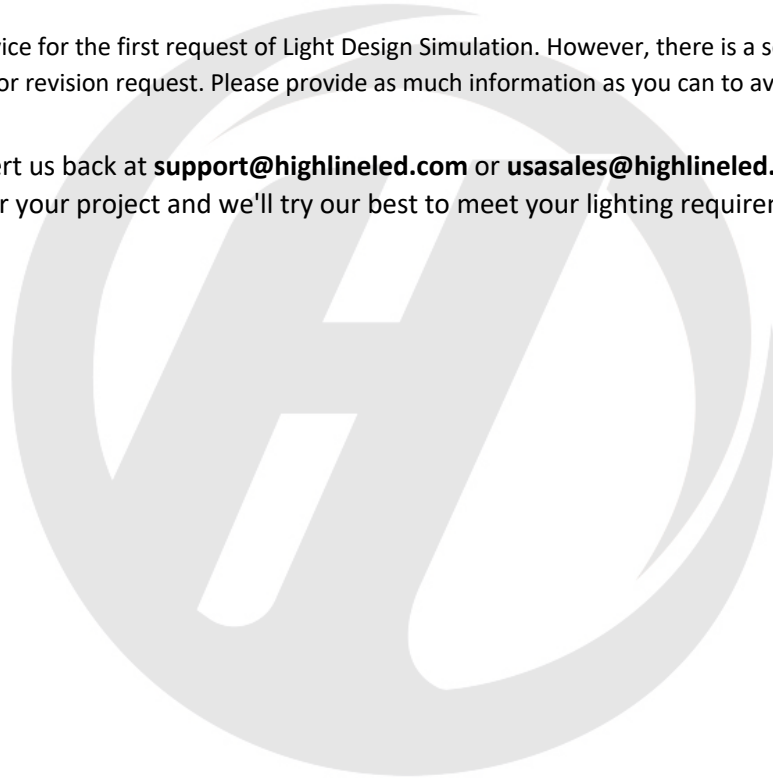 vice for the first request of Light Design Simulation. However, there is a s
or revision request. Please provide as much information as you can to av
ert us back at support@highlineled.com or usasales@highlineled.
r your project and we'll try our best to meet your lighting requirer